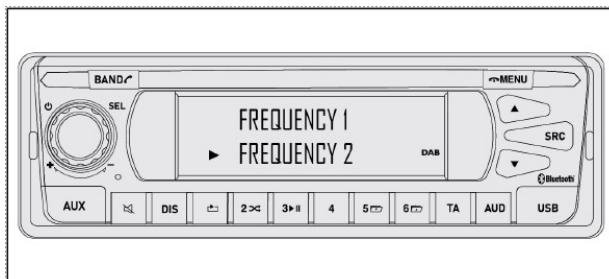 BAND MENU
SEL
FREQUENCY 1
FREQUENCY 2 DAB
SRC
+ -
Bluetooth
AUX DIS 2 3 4 5 6 TA AUD USB